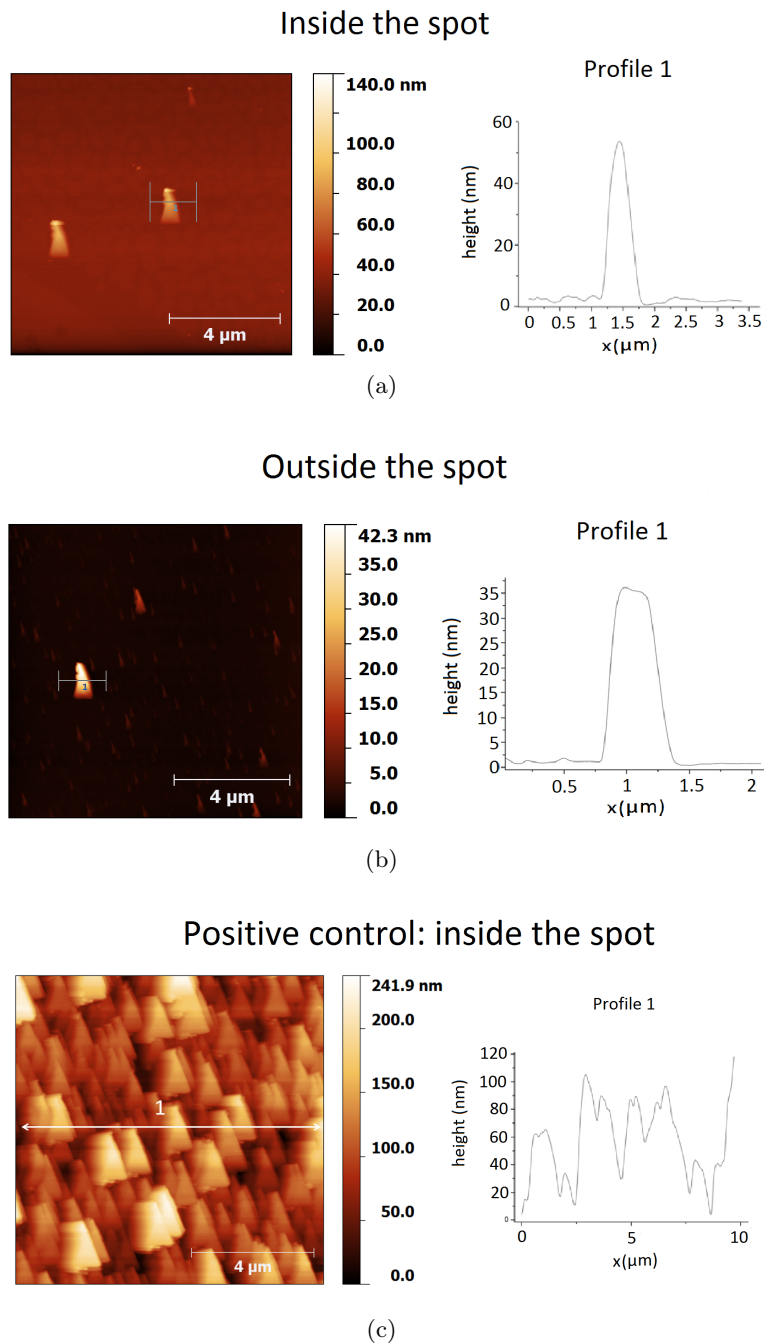 Inside the spot
140.0 nm
100.0
80.0
60.0
40.0
20.0
0.0
4 µm
Profile 1
height (nm)
60
40
20
0
0 0.5 1 1.5 2 2.5 3 3.5
x(µm)
(a)
Outside the spot
42.3 nm
35.0
30.0
25.0
20.0
15.0
10.0
5.0
0.0
1
4 µm
Profile 1
height (nm)
35
30
25
20
15
10
5
0
0.5 1 1.5 2
x(µm)
(b)
Positive control: inside the spot
241.9 nm
200.0
150.0
100.0
50.0
0.0
1
4 µm
Profile 1
height (nm)
120
100
80
60
40
20
0
0 5 10
x(µm)
(c)